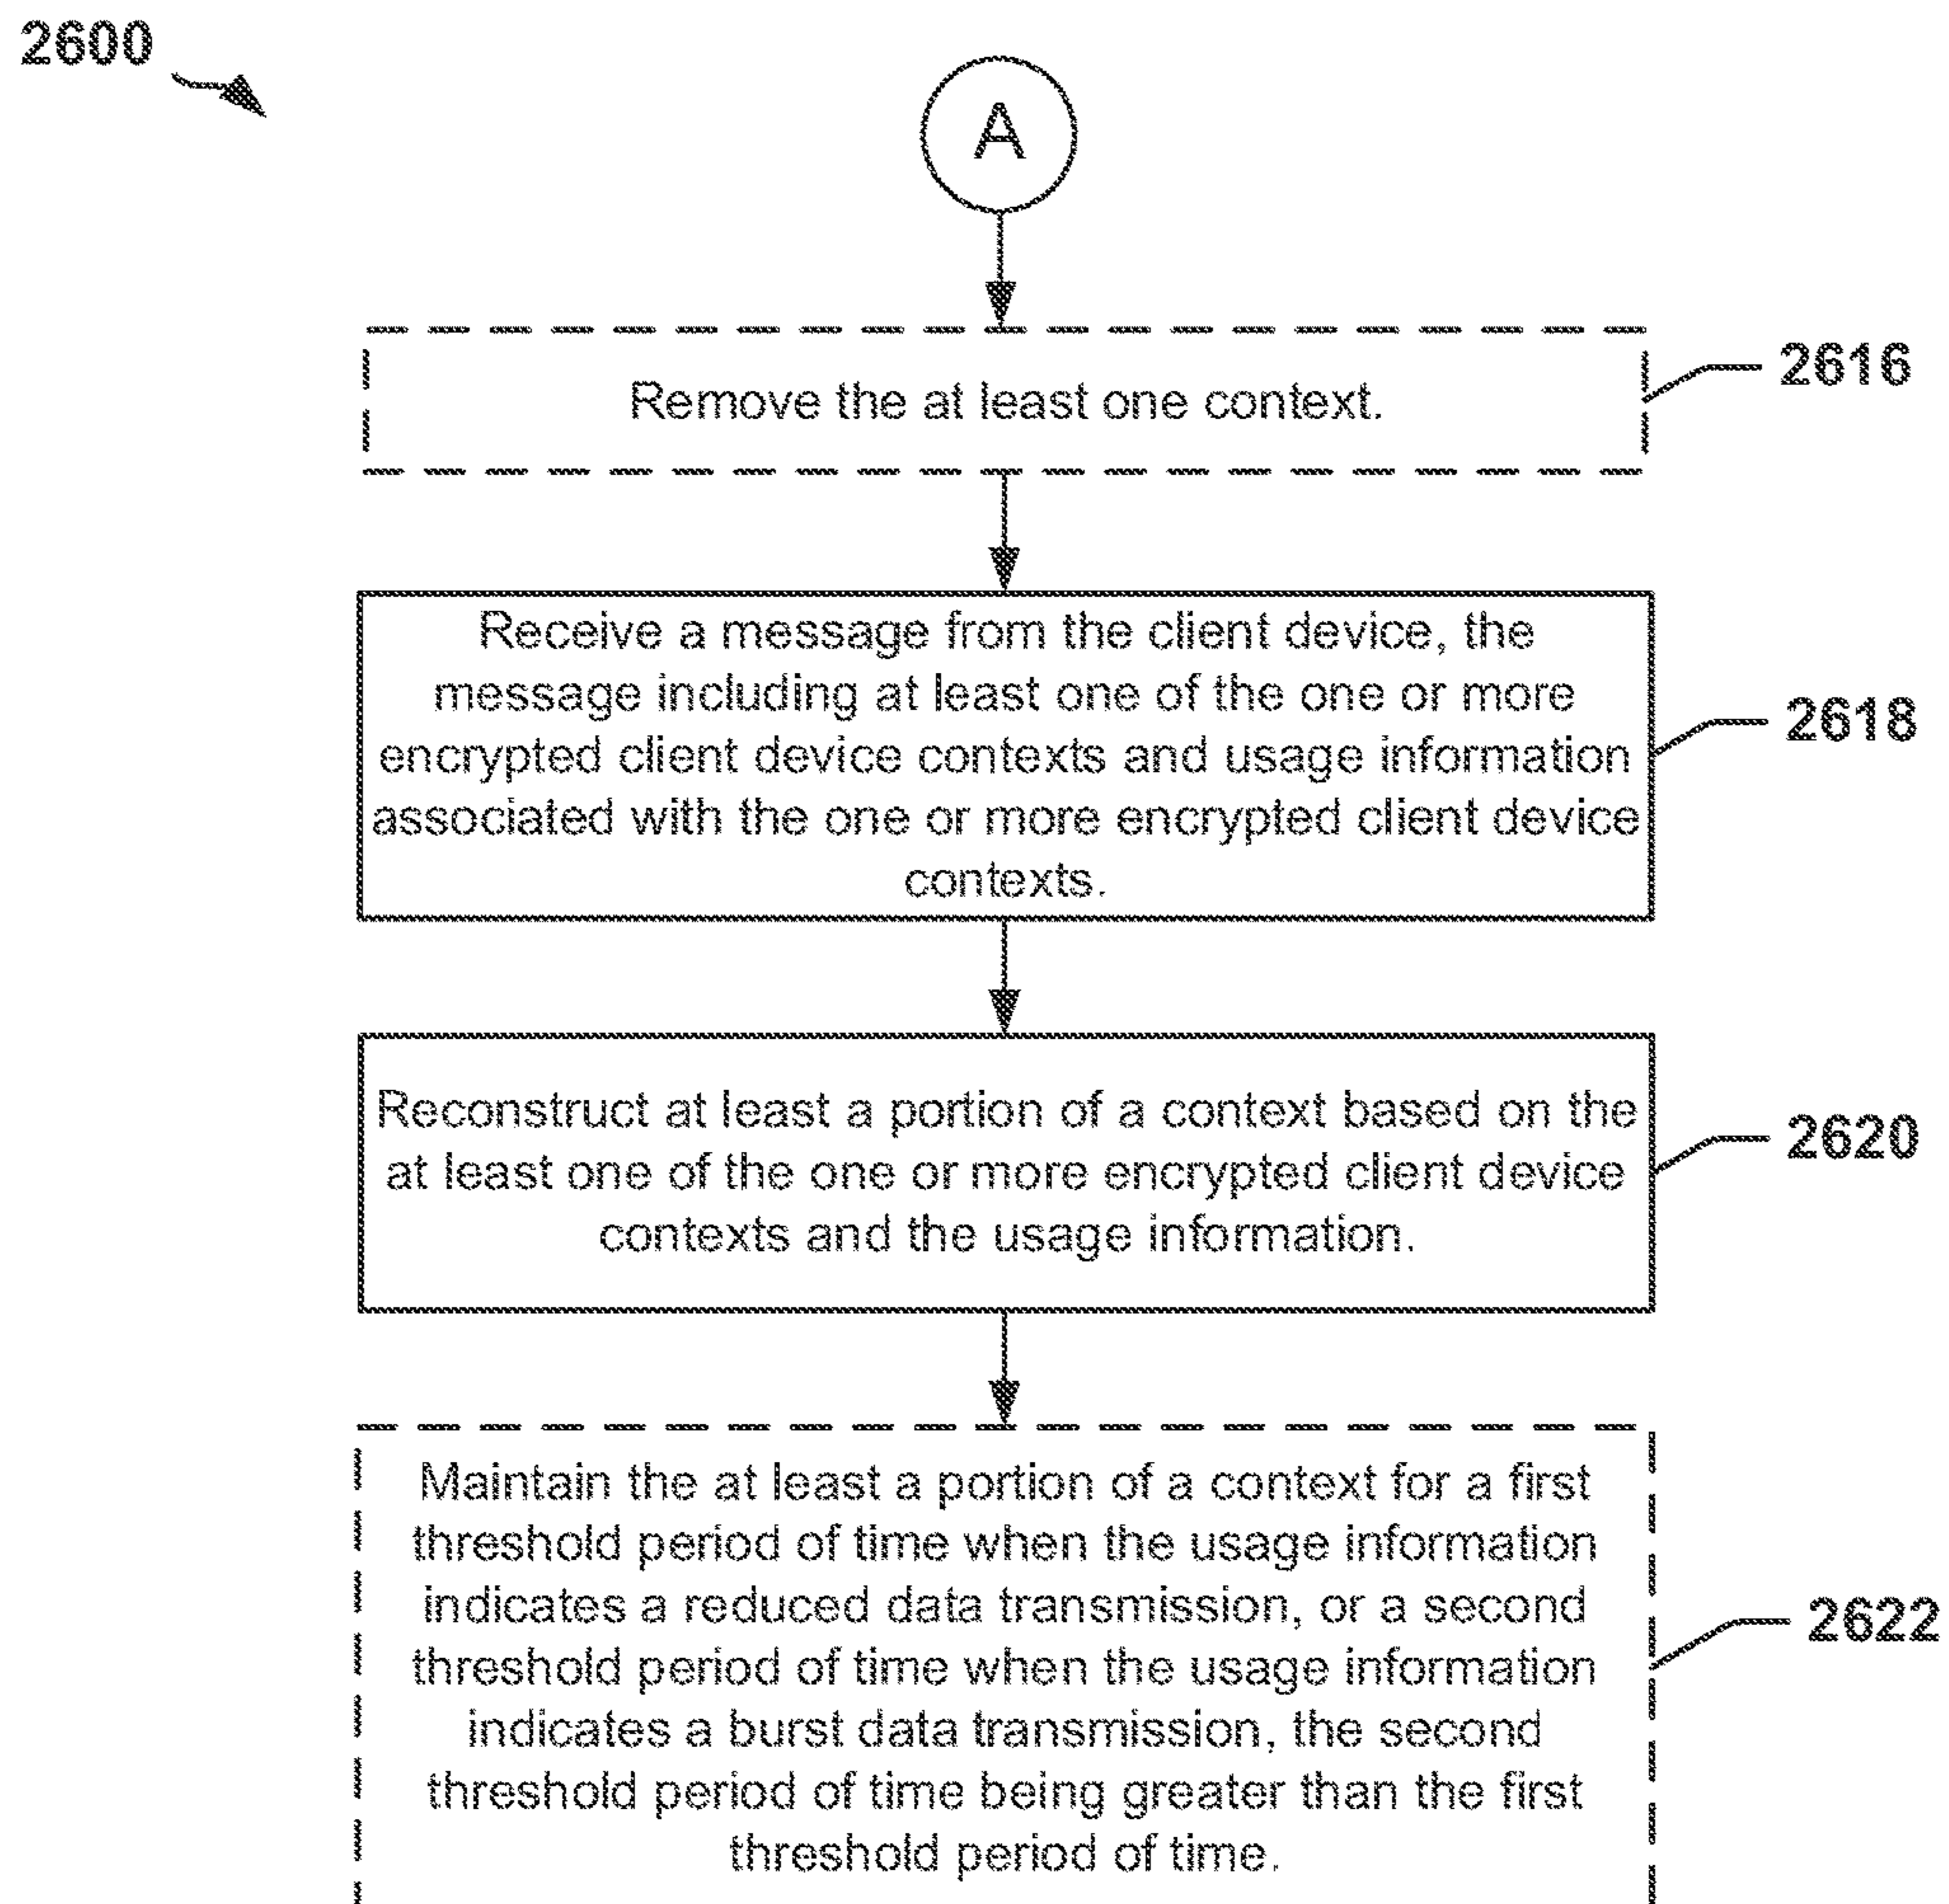 2600
A
Remove the at least one context.
2616
Receive a message from the client device, the
message including at least one of the one or more
encrypted client device contexts and usage information
associated with the one or more encrypted client device
contexts.
2618
Reconstruct at least a portion of a context based on the
at least one of the one or more encrypted client device
contexts and the usage information.
2620
Maintain the at least a portion of a context for a first
threshold period of time when the usage information
indicates a reduced data transmission, or a second
threshold period of time when the usage information
indicates a burst data transmission, the second
threshold period of time being greater than the first
threshold period of time.
2622